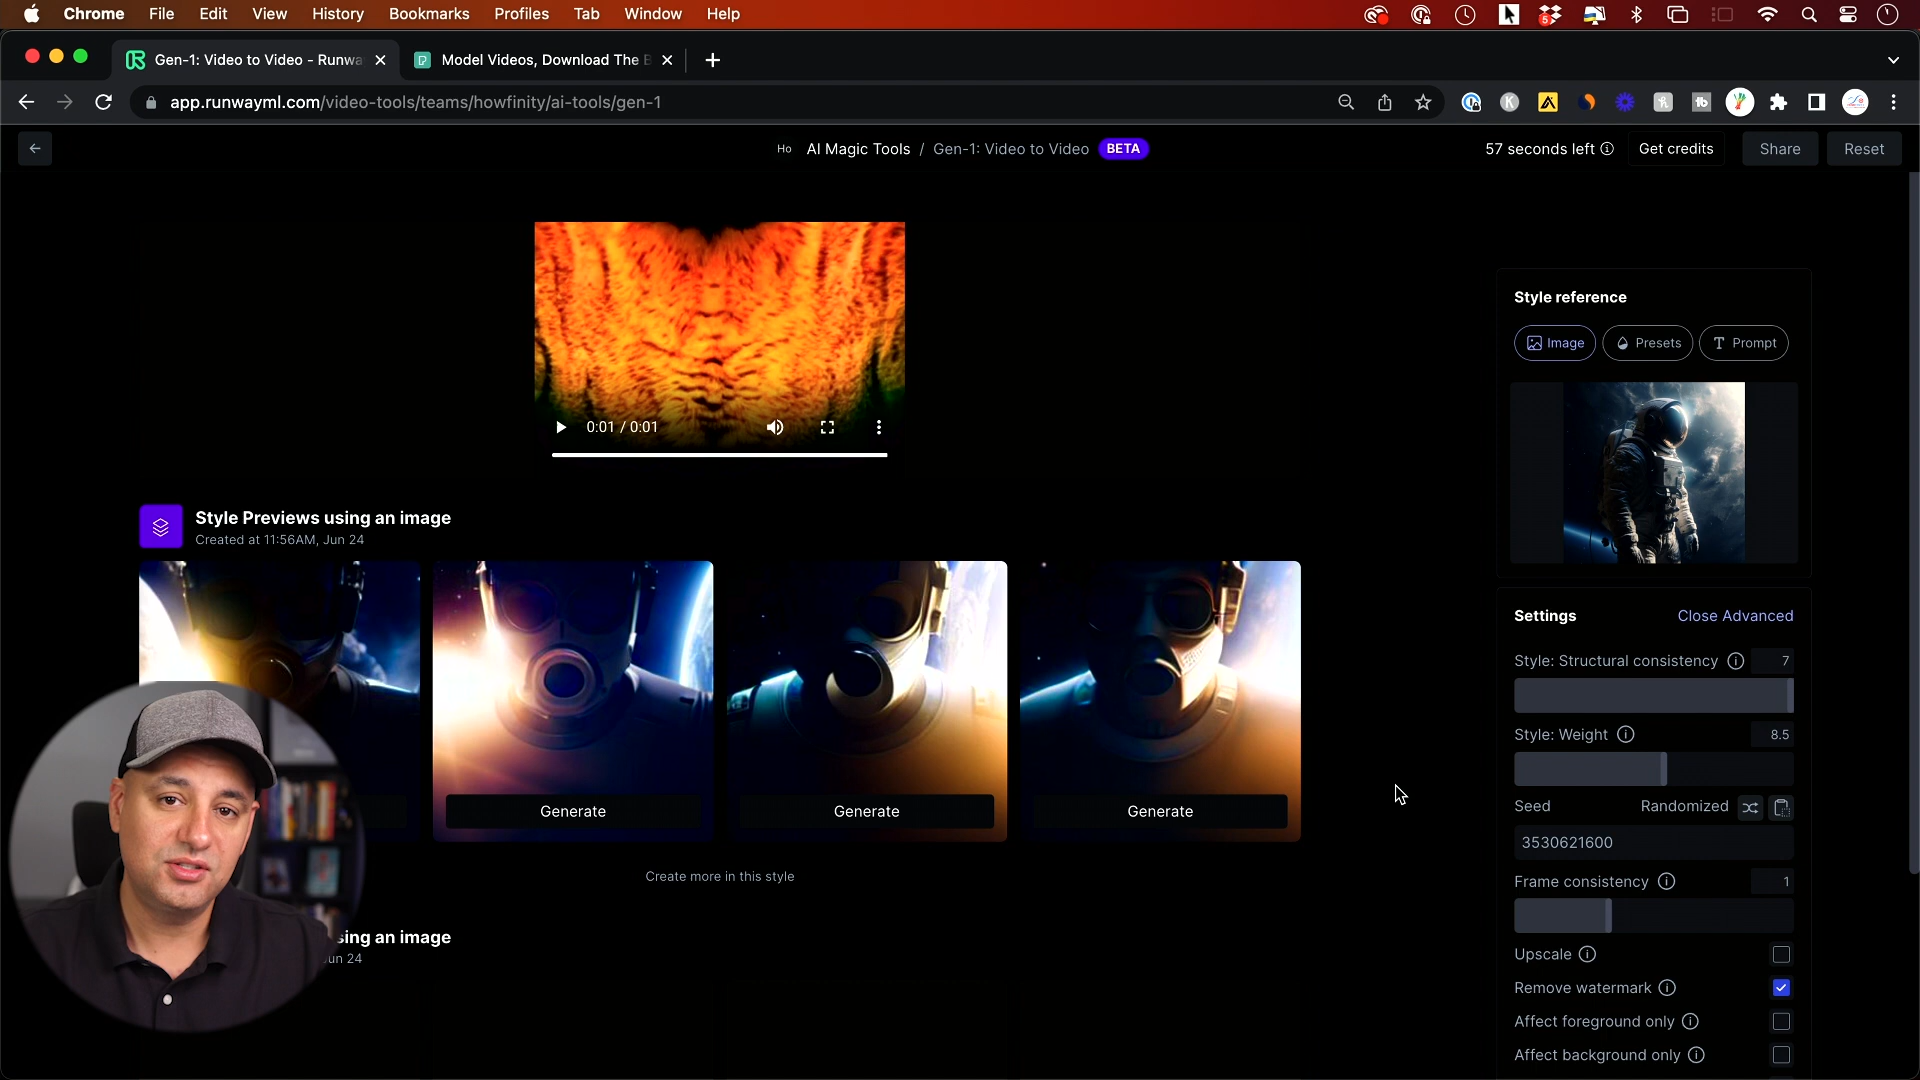 Chrome File Edit View History Bookmarks Profiles Tab Window Help
5
Gen-1: Video to Video - Runwa
Model Videos, Download The B
app.runwayml.com/video-tools/teams/howfinity/ai-tools/gen-1
Ho AI Magic Tools / Gen-1: Video to Video BETA
57 seconds left Get credits Share Reset
0:01 / 0:01
Style reference
Image Presets Prompt
Style Previews using an image
Created at 11:56AM, Jun 24
Generate Generate Generate
Create more in this style
sing an image
un 24
Settings Close Advanced
Style: Structural consistency 7
Style: Weight 8.5
Seed Randomized
3530621600
Frame consistency 1
Upscale
Remove watermark
Affect foreground only
Affect background only